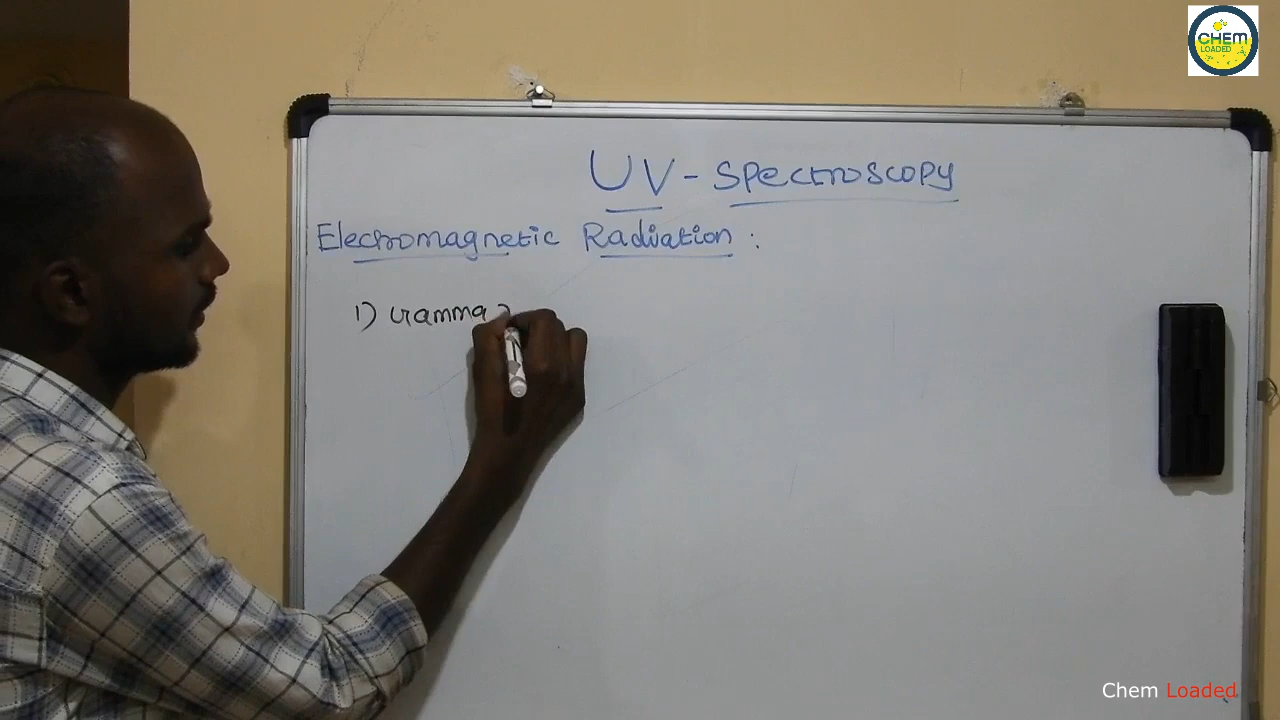 CHEM
LOADED
UV - Spectroscopy
Electromagnetic Radiation :
1) Gamma
Chem Loaded